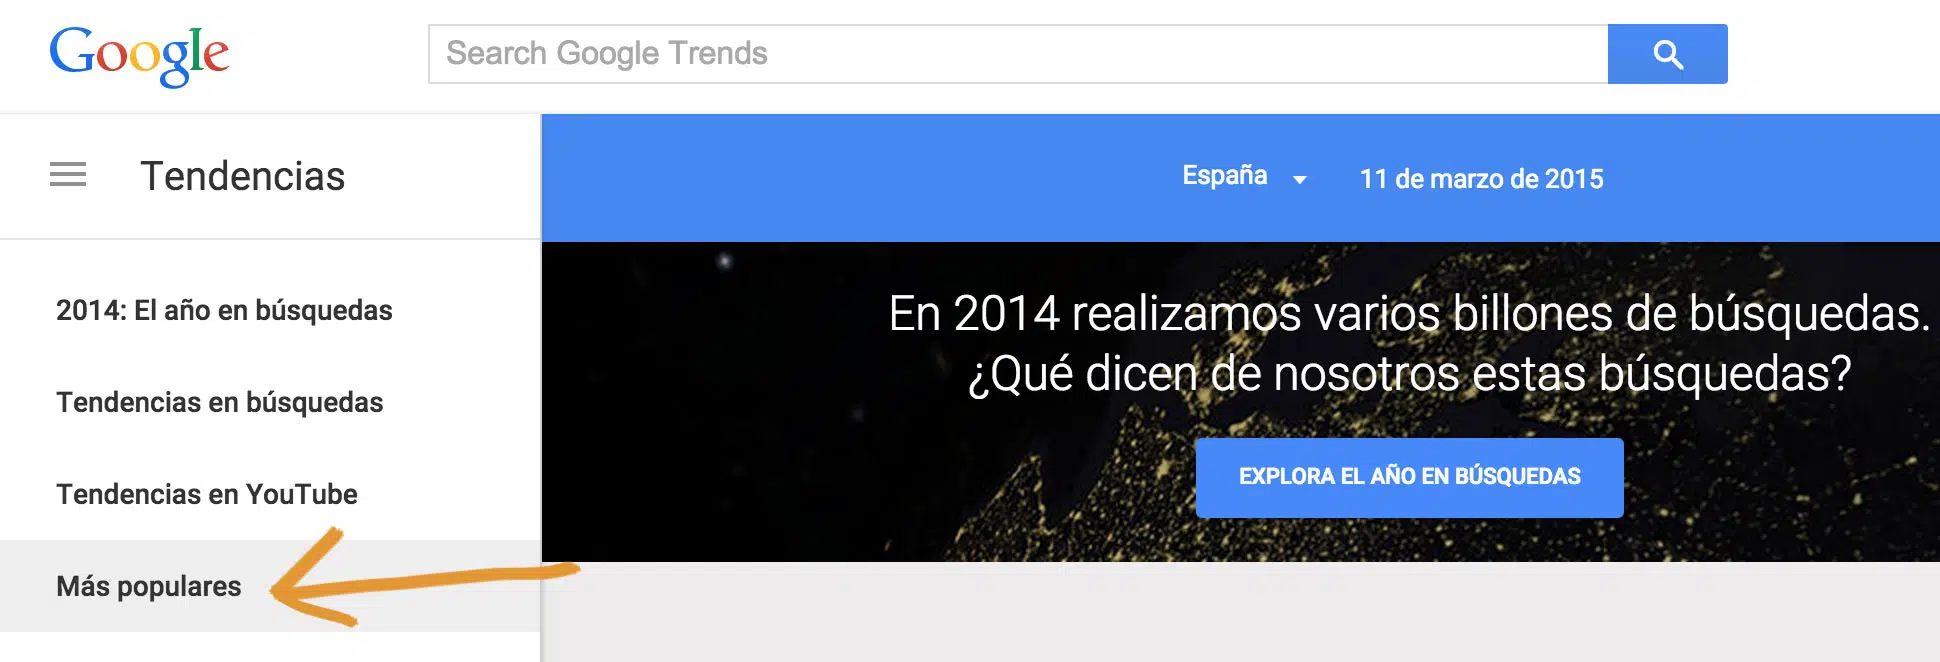 Google
Search Google Trends
Tendencias
España
11 de marzo de 2015
2014: El año en búsquedas
Tendencias en búsquedas
Tendencias en YouTube
Más populares
En 2014 realizamos varios billones de búsquedas.
¿Qué dicen de nosotros estas búsquedas?
EXPLORA EL AÑO EN BÚSQUEDAS